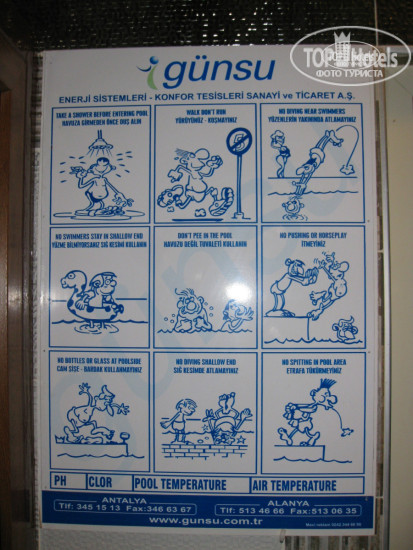 TOP Hotels
ФОТО ТУРИСТА
günsu
ENERJİ SİSTEMLERİ - KONFOR TESİSLERİ SANAYİ ve TİCARET A.Ş.
TAKE A SHOWER BEFORE ENTERING POOL
HAVUZA GİRMEDEN ÖNCE DUŞ ALIN
WALK DON'T RUN
YÜRÜYÜNÜZ - KOŞMAYINIZ
NO DIVING NEAR SWIMMERS
YÜZENLERİN YAKININDA ATLAMAYINIZ
NO SWIMMERS STAY IN SHALLOW END
YÜZME BİLMİYORSANIZ SIĞ KESİMİ KULLANIN
DON'T PEE IN THE POOL
HAVUZU DEĞİL TUVALETİ KULLANIN
NO PUSHING OR HORSEPLAY
İTMEYİNİZ
NO BOTTLES OR GLASS AT POOLSIDE
CAM SİSE - BARDAK KULLANMAYINIZ
NO DIVING SHALLOW END
SIĞ KESİMDE ATLAMAYINIZ
NO SPITTING IN POOL AREA
ETRAFA TÜKÜRMEYİNİZ
PH
CLOR
POOL TEMPERATURE
AIR TEMPERATURE
ANTALYA
Tlf: 345 15 13 Fax:346 63 67
ALANYA
Tlf: 513 46 66 Fax:513 06 35
www.gunsu.com.tr